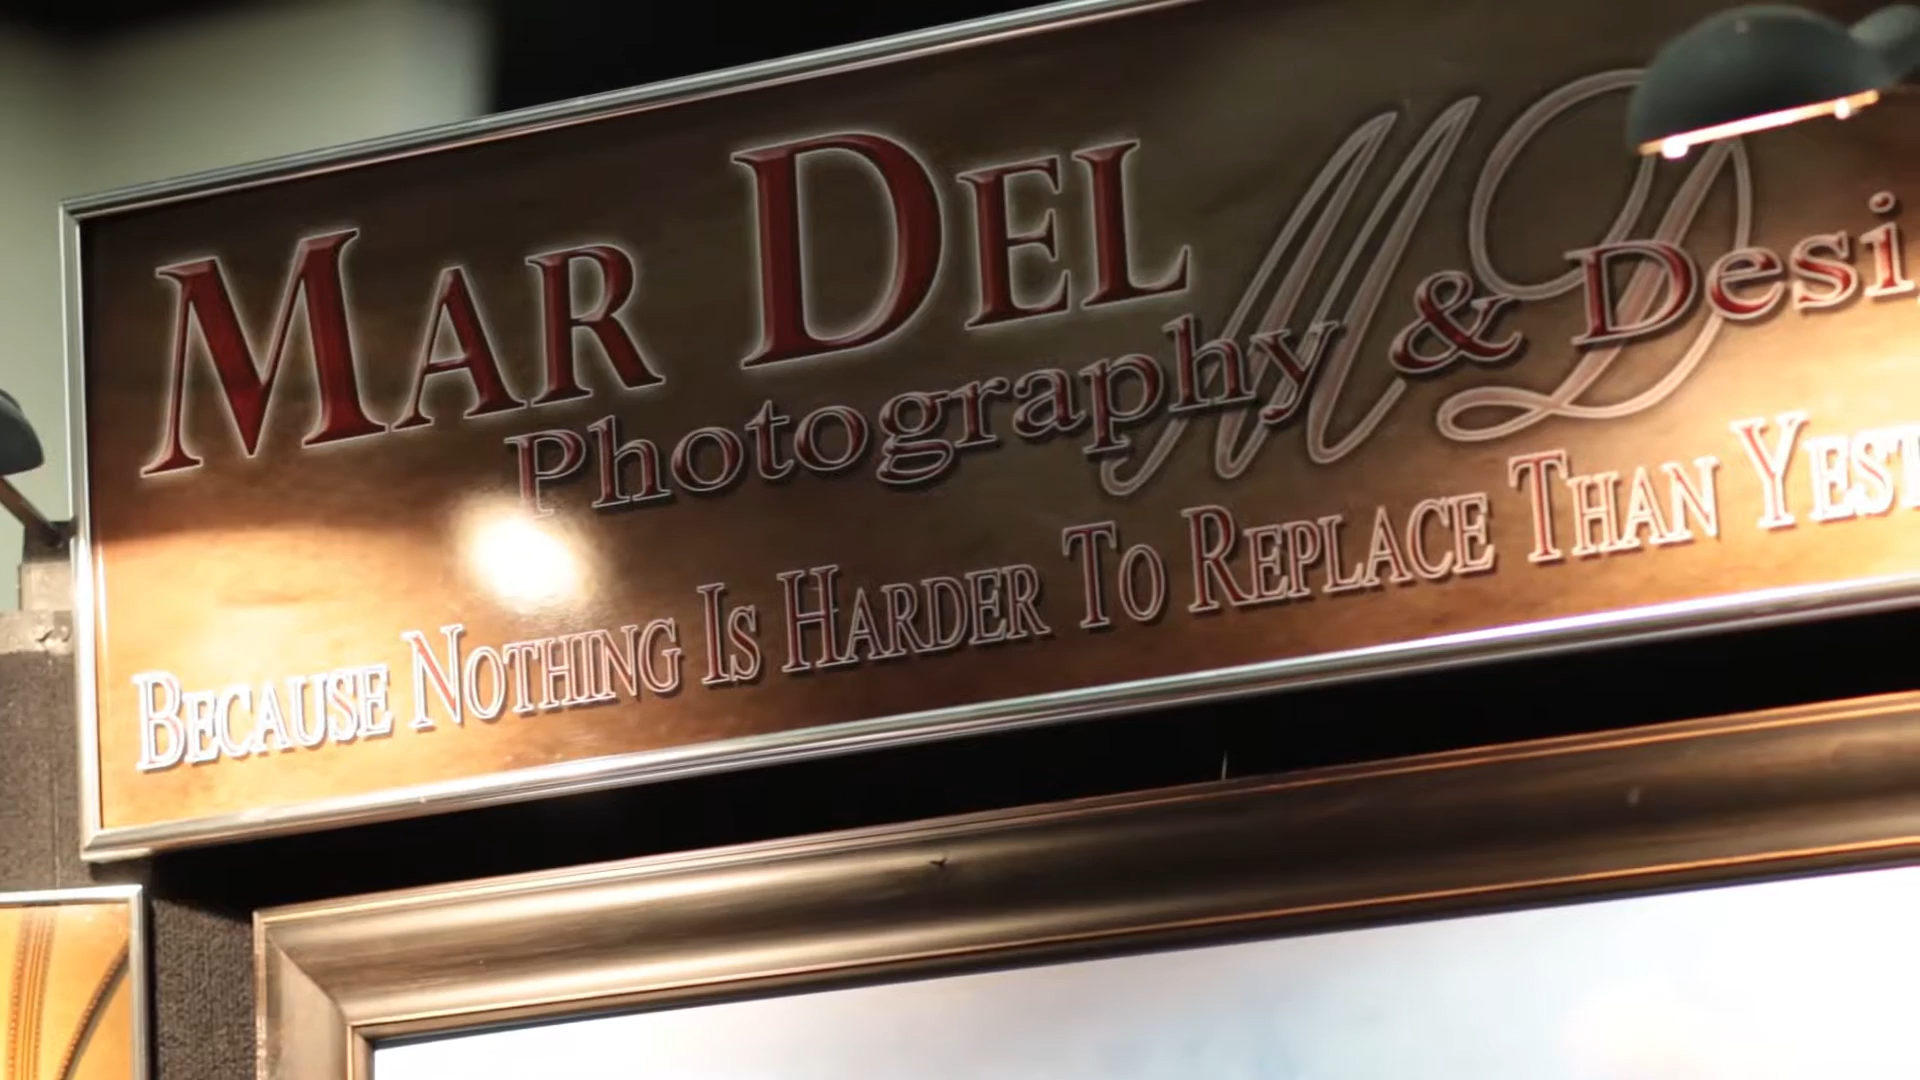 MAR DEL
MD
Photography & Desi
BECAUSE NOTHING IS HARDER TO REPLACE THAN YEST